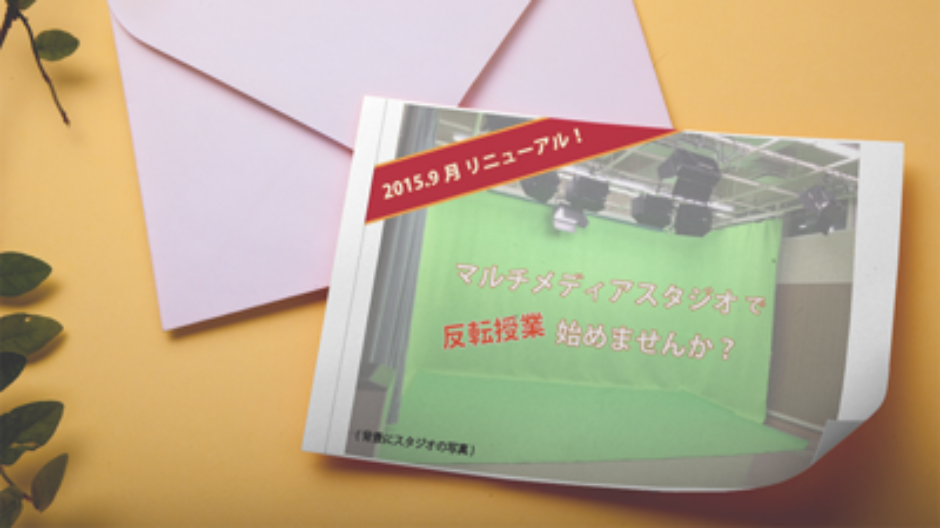 2015.9月 リニューアル！
マルチメディアスタジオで
反転授業 始めませんか？
(背景にスタジオの写真)